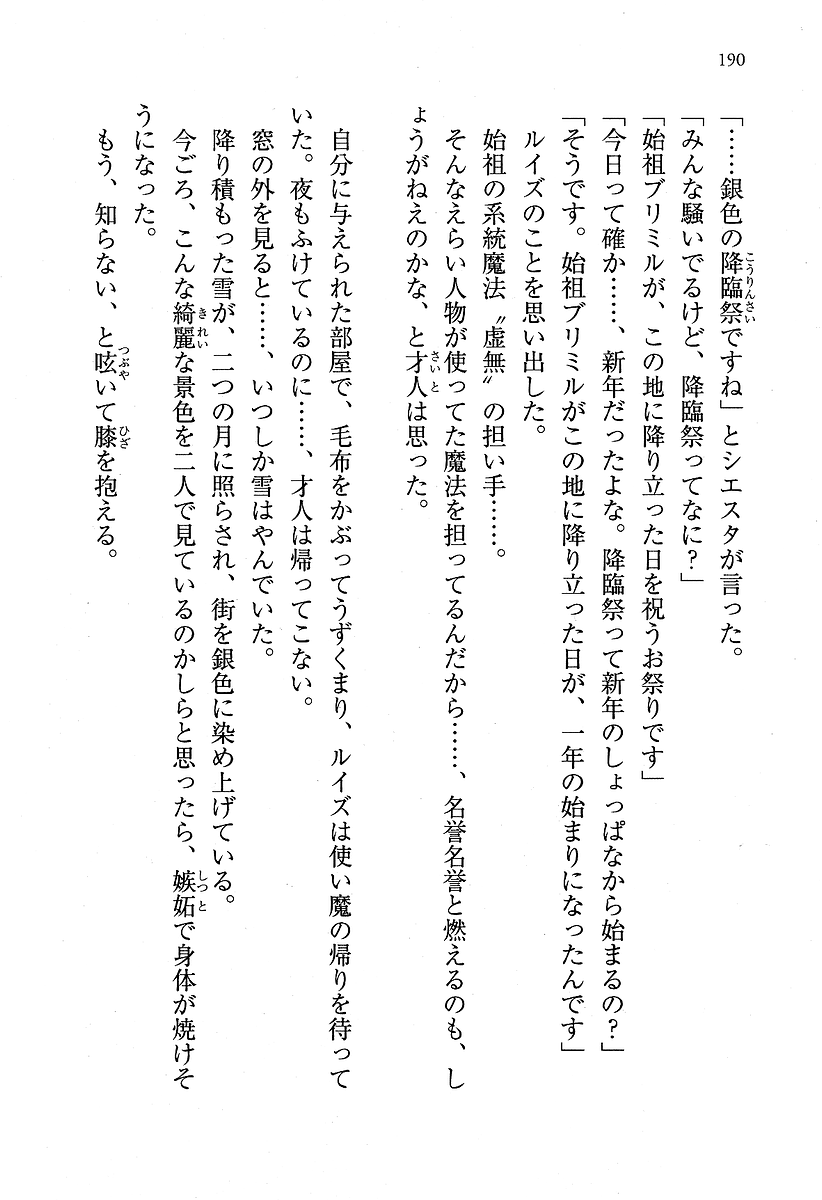 190
「……銀色の降臨祭ですね」とシエスタが言った。
「みんな騒いでるけど、降臨祭ってなに?」
「始祖ブリミルが、この地に降り立った日を祝うお祭りです」
「今日って確か……、新年だったよな。降臨祭って新年のしょっぱなから始まるの?」
「そうです。始祖ブリミルがこの地に降り立った日が、一年の始まりになったんです」
ルイズのことを思い出した。
始祖の系統魔法〝虚無〟の担い手……。
そんなえらい人物が使ってた魔法を担ってるんだから……、名誉名誉と燃えるのも、し
ょうがねえのかな、と才人は思った。
自分に与えられた部屋で、毛布をかぶってうずくまり、ルイズは使い魔の帰りを待って
いた。夜もふけているのに……、才人は帰ってこない。
窓の外を見ると……、いつしか雪はやんでいた。
降り積もった雪が、二つの月に照らされ、街を銀色に染め上げている。
今ごろ、こんな綺麗な景色を二人で見ているのかしらと思ったら、嫉妬で身体が焼けそ
うになった。
もう、知らない、と呟いて膝を抱える。